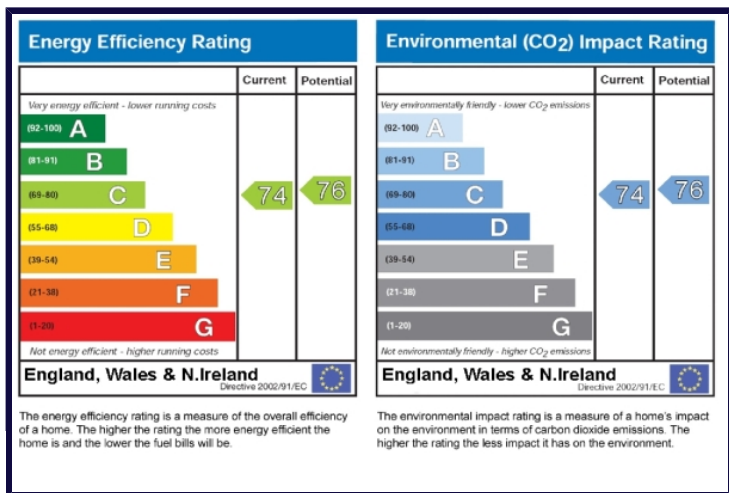 Energy Efficiency Rating
Current Potential
Very energy efficient - lower running costs
(92-100) A
(81-91) B
(69-80) C 74 76
(55-68) D
(39-54) E
(21-38) F
(1-20) G
Not energy efficient - higher running costs
England, Wales & N.Ireland
Directive 2002/91/EC
The energy efficiency rating is a measure of the overall efficiency
of a home. The higher the rating the more energy efficient the
home is and the lower the fuel bills will be.
Environmental (CO2) Impact Rating
Current Potential
Very environmentally friendly - lower CO2 emissions
(92-100) A
(81-91) B
(69-80) C 74 76
(55-68) D
(39-54) E
(21-38) F
(1-20) G
Not environmentally friendly - higher CO2 emissions
England, Wales & N.Ireland
Directive 2002/91/EC
The environmental impact rating is a measure of a home's impact
on the environment in terms of carbon dioxide emissions. The
higher the rating the less impact it has on the environment.